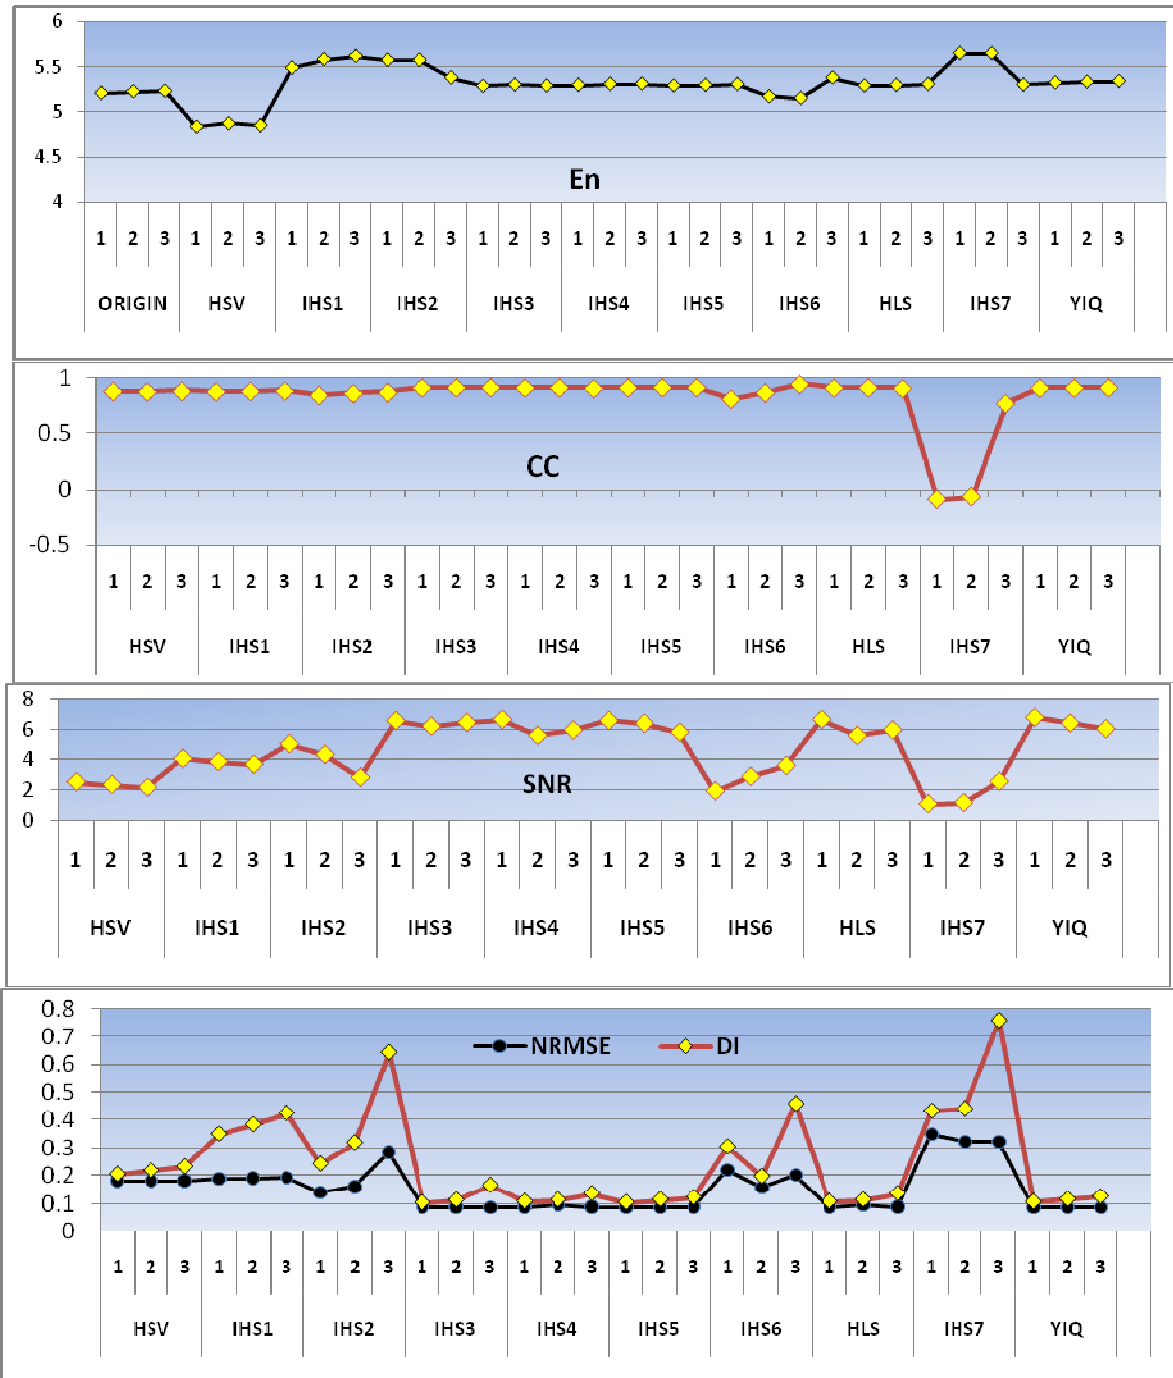 6
5.5
5
4.5
4
En
1 2 3 1 2 3 1 2 3 1 2 3 1 2 3 1 2 3 1 2 3 1 2 3 1 2 3 1 2 3 1 2 3
ORIGIN HSV IHS1 IHS2 IHS3 IHS4 IHS5 IHS6 HLS IHS7 YIQ
1
0.5
0
-0.5
CC
1 2 3 1 2 3 1 2 3 1 2 3 1 2 3 1 2 3 1 2 3 1 2 3 1 2 3 1 2 3
HSV IHS1 IHS2 IHS3 IHS4 IHS5 IHS6 HLS IHS7 YIQ
8
6
4
2
0
SNR
1 2 3 1 2 3 1 2 3 1 2 3 1 2 3 1 2 3 1 2 3 1 2 3 1 2 3 1 2 3
HSV IHS1 IHS2 IHS3 IHS4 IHS5 IHS6 HLS IHS7 YIQ
0.8
0.7
0.6
0.5
0.4
0.3
0.2
0.1
0
NRMSE DI
1 2 3 1 2 3 1 2 3 1 2 3 1 2 3 1 2 3 1 2 3 1 2 3 1 2 3 1 2 3
HSV IHS1 IHS2 IHS3 IHS4 IHS5 IHS6 HLS IHS7 YIQ